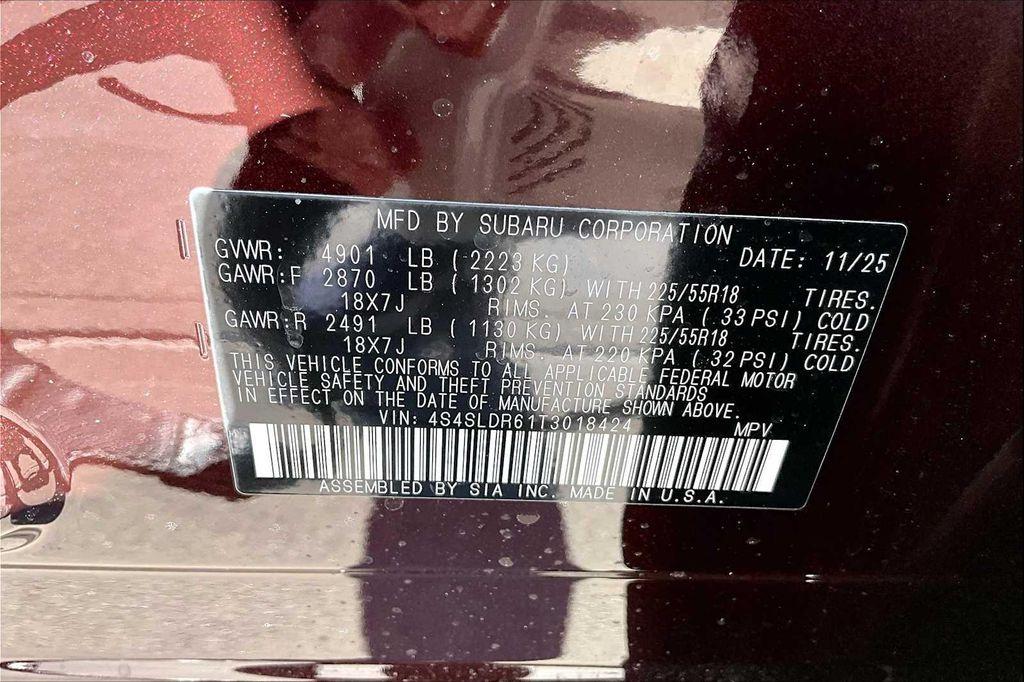 MFD BY SUBARU CORPORATION
GVWR: 4901 LB ( 2223 KG) DATE: 11/25
GAWR:F 2870 LB ( 1302 KG) WITH 225/55R18 TIRES.
18X7J RIMS. AT 230 KPA ( 33 PSI) COLD
GAWR:R 2491 LB ( 1130 KG) WITH 225/55R18 TIRES.
18X7J RIMS. AT 220 KPA ( 32 PSI) COLD
THIS VEHICLE CONFORMS TO ALL APPLICABLE FEDERAL MOTOR
VEHICLE SAFETY AND THEFT PREVENTION STANDARDS
IN EFFECT ON THE DATE OF MANUFACTURE SHOWN ABOVE.
VIN: 4S4SLDR61T3018424 MPV
ASSEMBLED BY SIA INC. MADE IN U.S.A.